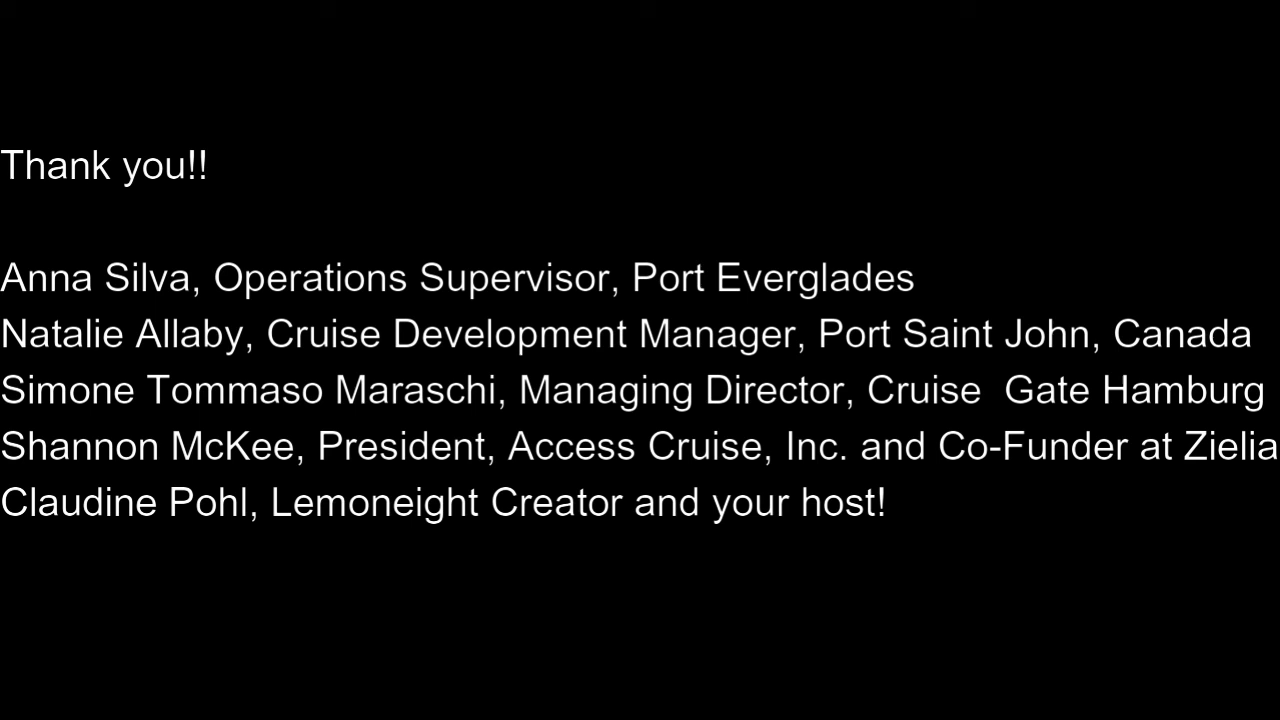 Thank you!!
Anna Silva, Operations Supervisor, Port Everglades
Natalie Allaby, Cruise Development Manager, Port Saint John, Canada
Simone Tommaso Maraschi, Managing Director, Cruise  Gate Hamburg
Shannon McKee, President, Access Cruise, Inc. and Co-Funder at Zielia
Claudine Pohl, Lemoneight Creator and your host!